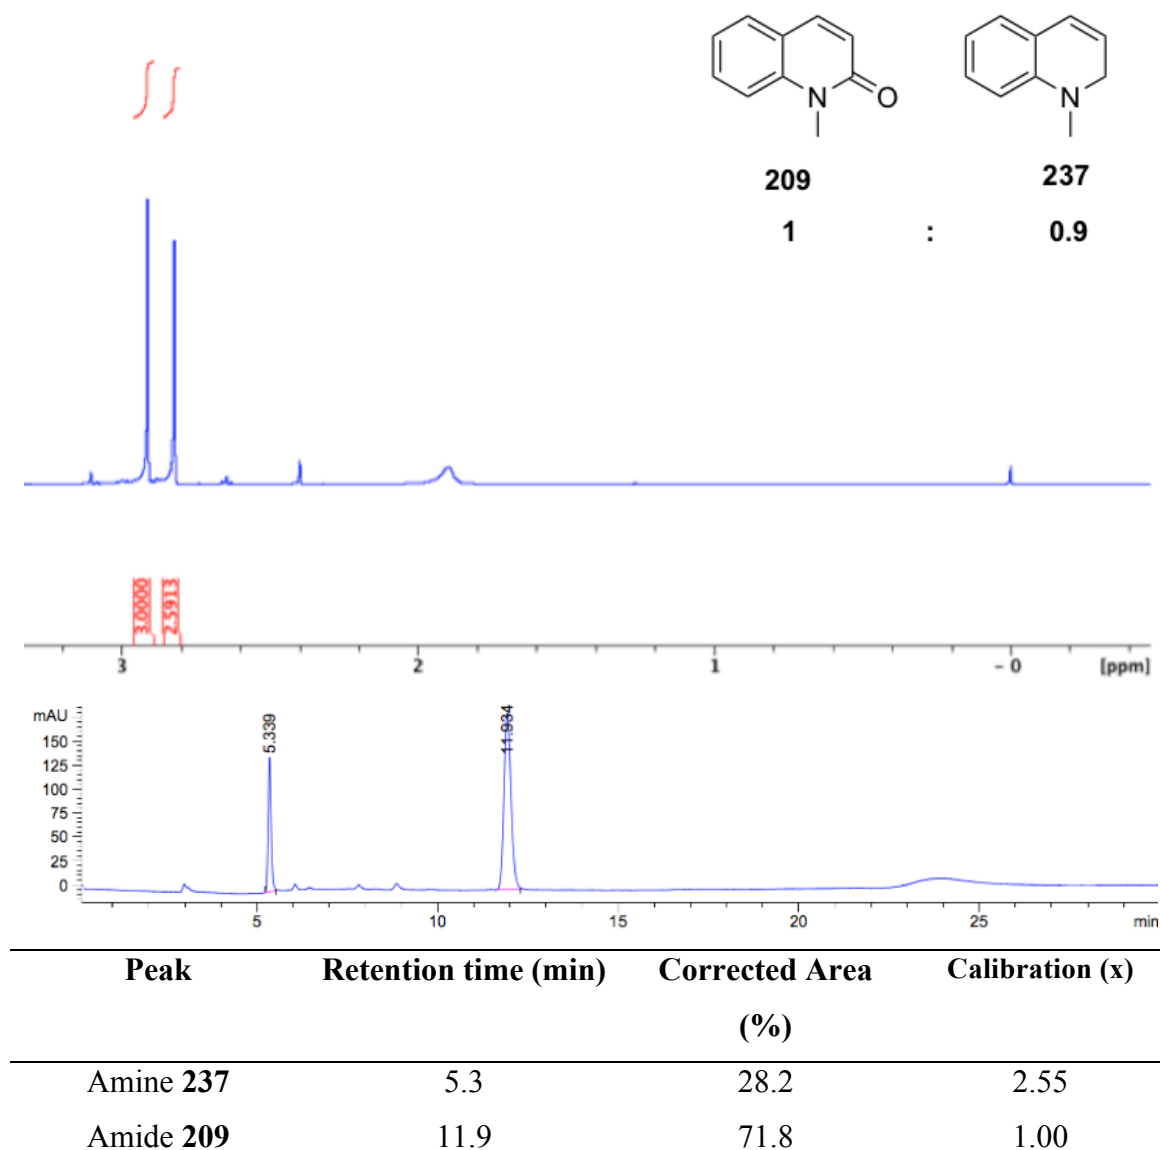 N
O
N
209
237
1 : 0.9
3.0000
2.5913
3 2 1 - 0 [ppm]
mAU
150
125
100
75
50
25
0
5.339
11.934
5 10 15 20 25 min
Peak Retention time (min) Corrected Area Calibration (x)
(%)
Amine 237 5.3 28.2 2.55
Amide 209 11.9 71.8 1.00